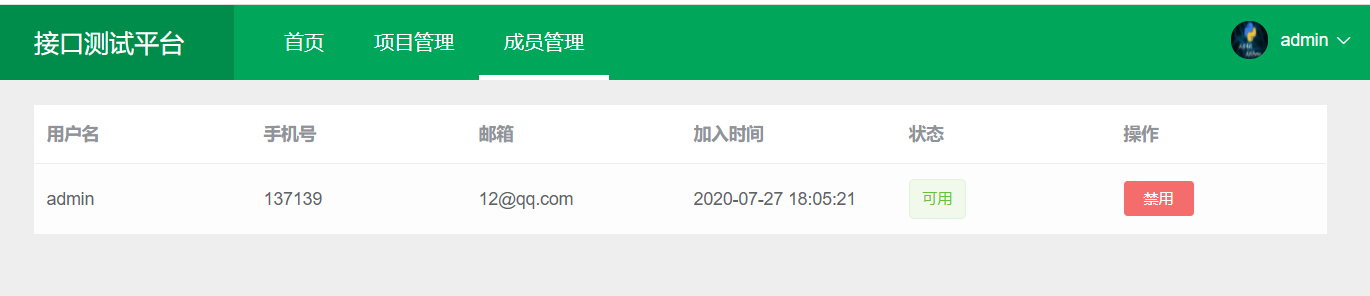 接口测试平台 首页 项目管理 成员管理 admin
用户名 手机号 邮箱 加入时间 状态 操作
admin 137139 12@qq.com 2020-07-27 18:05:21 可用 禁用